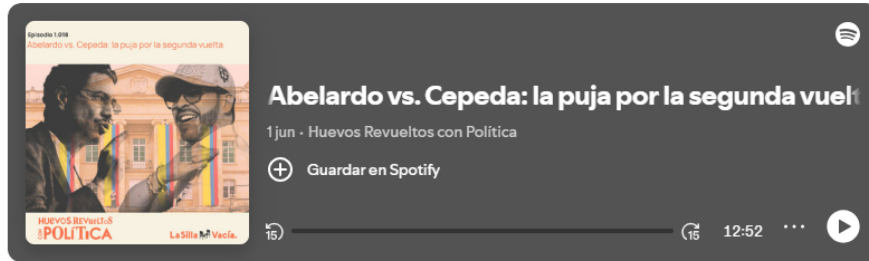 Episodio 1.018
Abelardo vs. Cepeda: la puja por la segunda vuelta
HUEVOS REVUELTOS
CON POLÍTICA
La Silla Vacía.
Abelardo vs. Cepeda: la puja por la segunda vuelt
1 jun · Huevos Revueltos con Política
Guardar en Spotify
15
15
12:52